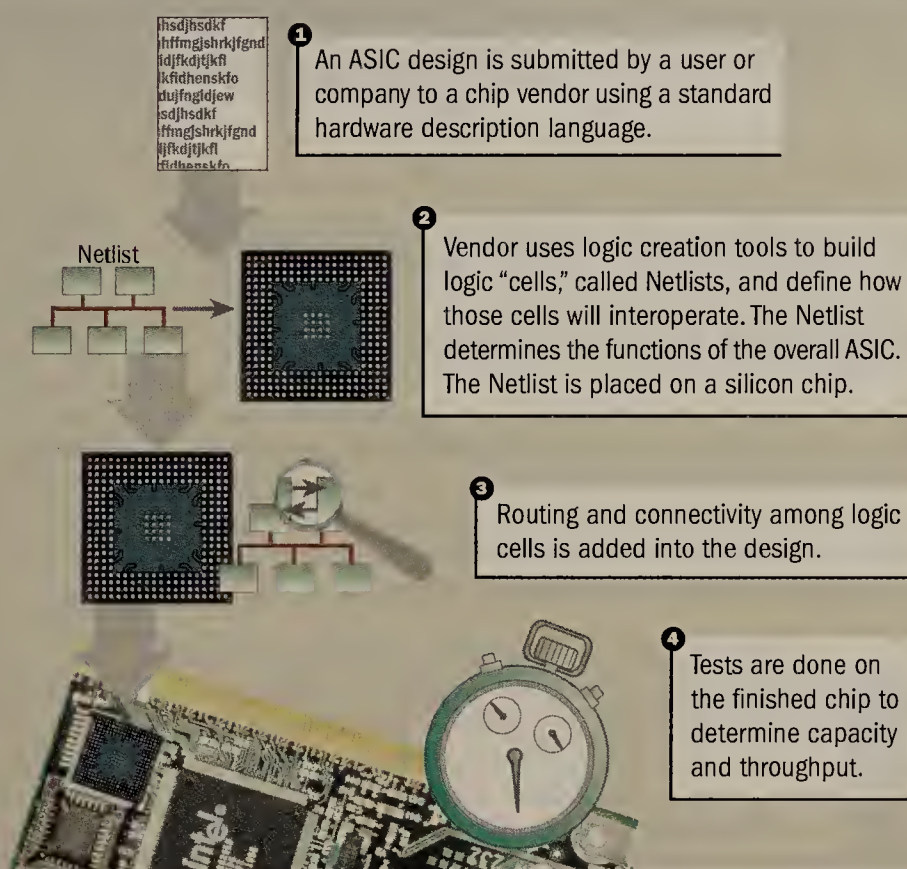 hsdjhsdkf
hffmgjshrkjfgnd
idjfkdjtjkfl
kfidhenskfo
dujfngidjew
sdjhsdkf
ffmgjshrkjfgnd
ljfkdjtjkfl
fidhenskfo
1
An ASIC design is submitted by a user or
company to a chip vendor using a standard
hardware description language.
2
Netlist
Vendor uses logic creation tools to build
logic “cells,” called Netlists, and define how
those cells will interoperate. The Netlist
determines the functions of the overall ASIC.
The Netlist is placed on a silicon chip.
3
Routing and connectivity among logic
cells is added into the design.
4
Tests are done on
the finished chip to
determine capacity
and throughput.
intel.